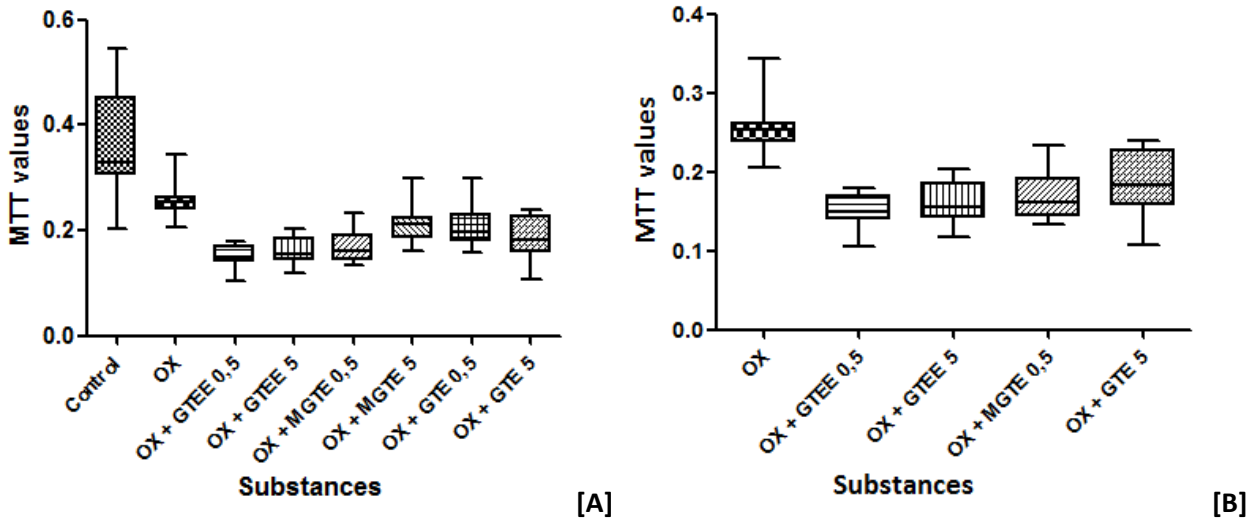 0.6
0.4
0.2
0.0
MTT values
Control
OX
OX + GTEE 0,5
OX + GTEE 5
OX + MGTE 0,5
OX + MGTE 5
OX + GTE 0,5
OX + GTE 5
Substances
[A]
0.4
0.3
0.2
0.1
0.0
MTT values
OX
OX + GTEE 0,5
OX + GTEE 5
OX + MGTE 0,5
OX + GTE 5
Substances
[B]